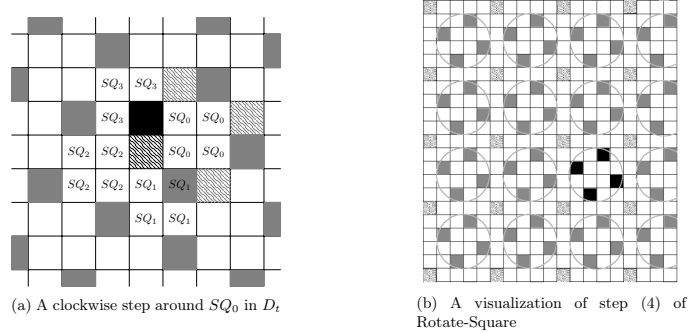 SQ3 SQ3
SQ3 SQ0 SQ0
SQ2 SQ2 SQ0 SQ0
SQ2 SQ2 SQ1 SQ1
SQ1 SQ1
(a) A clockwise step around SQ0 in Dt
(b) A visualization of step (4) of
Rotate-Square